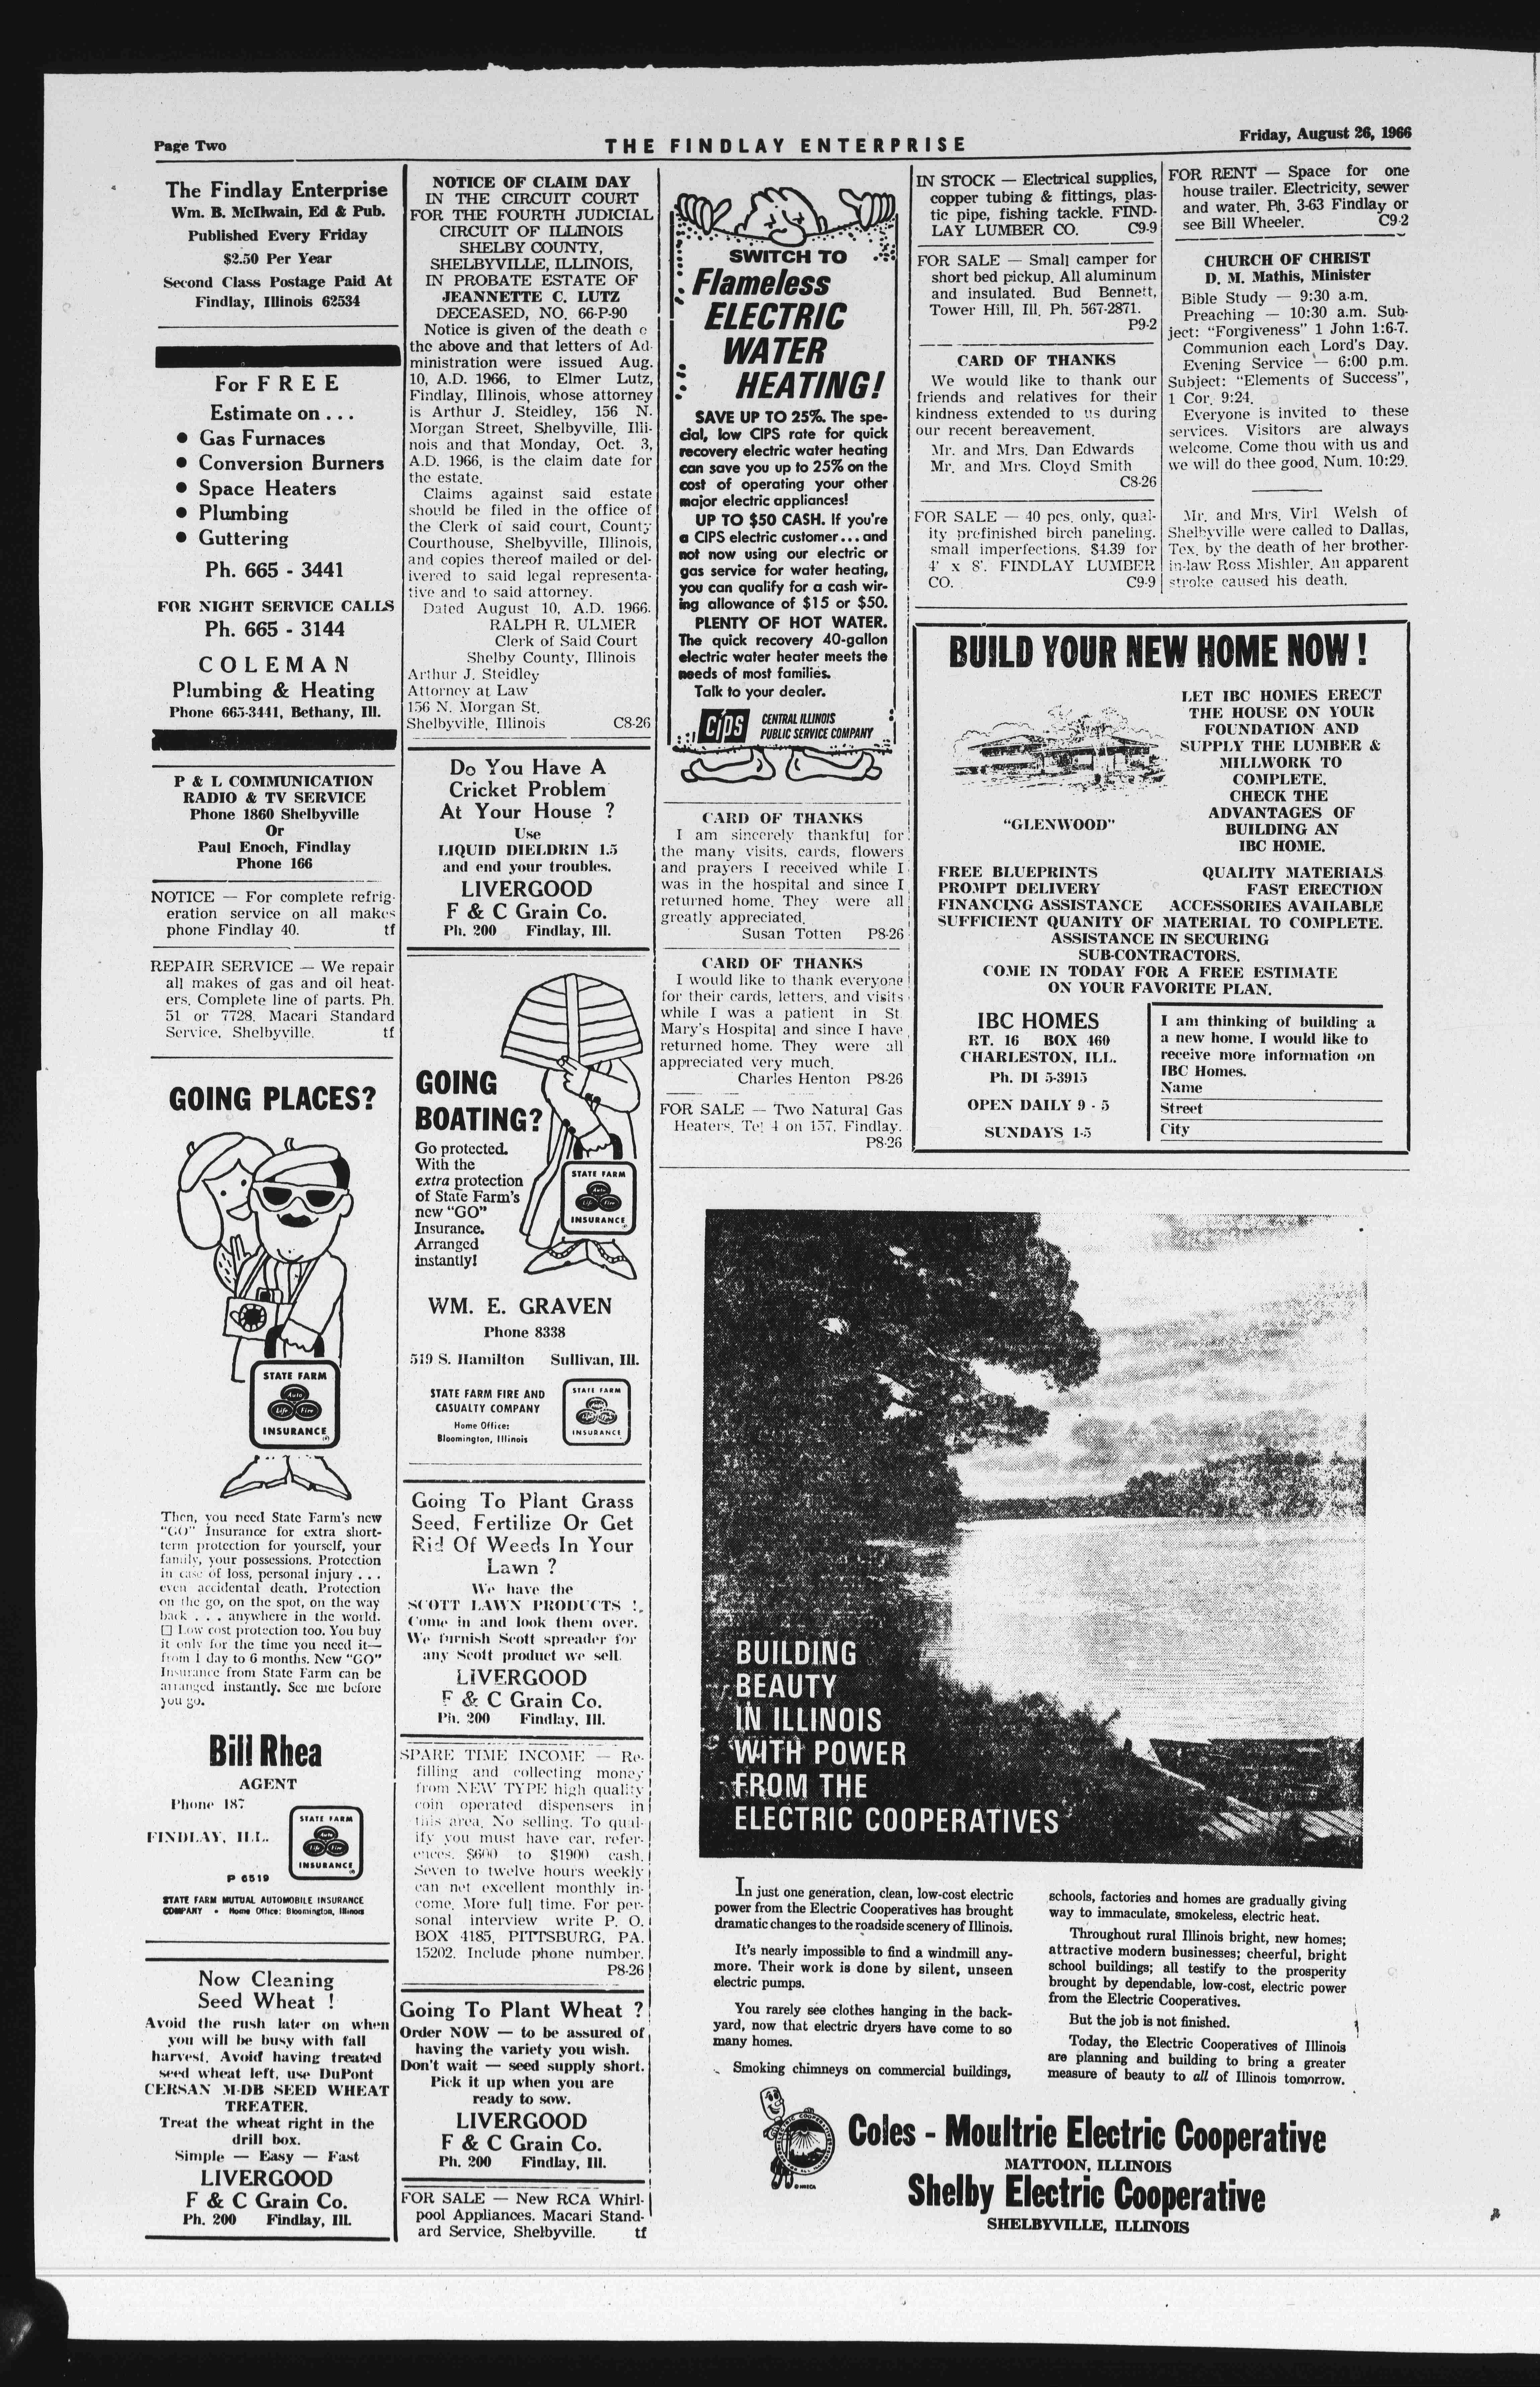 Page Two
THE FINDLAY ENTERPRISE
Friday, August 26, 1966
The Findlay Enterprise
Wm. B. McIlwain, Ed & Pub.
Published Every Friday
$2.50 Per Year
Second Class Postage Paid At
Findlay, Illinois 62534
For FREE
Estimate on . . .
● Gas Furnaces
● Conversion Burners
● Space Heaters
● Plumbing
● Guttering
Ph. 665 - 3441
FOR NIGHT SERVICE CALLS
Ph. 665 - 3144
COLEMAN
Plumbing & Heating
Phone 665-3441, Bethany, Ill.
P & L COMMUNICATION
RADIO & TV SERVICE
Phone 1860 Shelbyville
Or
Paul Enoch, Findlay
Phone 166
NOTICE — For complete refrig-
eration service on all makes
phone Findlay 40. tf
REPAIR SERVICE — We repair
all makes of gas and oil heat-
ers. Complete line of parts. Ph.
51 or 7728. Macari Standard
Service, Shelbyville. tf
GOING PLACES?
STATE FARM
Auto
Life Fire
INSURANCE
Then, you need State Farm's new
"GO" Insurance for extra short-
term protection for yourself, your
family, your possessions. Protection
in case of loss, personal injury . . .
even accidental death. Protection
on the go, on the spot, on the way
back . . . anywhere in the world.
☐ Low cost protection too. You buy
it only for the time you need it—
from 1 day to 6 months. New "GO"
Insurance from State Farm can be
arranged instantly. See me before
you go.
Bill Rhea
AGENT
Phone 187
FINDLAY, ILL.
STATE FARM
Auto
Life Fire
INSURANCE
P 6519
STATE FARM MUTUAL AUTOMOBILE INSURANCE
COMPANY • Home Office: Bloomington, Illinois
Now Cleaning
Seed Wheat !
Avoid the rush later on when
you will be busy with fall
harvest. Avoid having treated
seed wheat left, use DuPont
CERSAN M-DB SEED WHEAT
TREATER.
Treat the wheat right in the
drill box.
Simple — Easy — Fast
LIVERGOOD
F & C Grain Co.
Ph. 200 Findlay, Ill.
NOTICE OF CLAIM DAY
IN THE CIRCUIT COURT
FOR THE FOURTH JUDICIAL
CIRCUIT OF ILLINOIS
SHELBY COUNTY,
SHELBYVILLE, ILLINOIS,
IN PROBATE ESTATE OF
JEANNETTE C. LUTZ
DECEASED, NO. 66-P-90
Notice is given of the death o
the above and that letters of Ad-
ministration were issued Aug.
10, A.D. 1966, to Elmer Lutz,
Findlay, Illinois, whose attorney
is Arthur J. Steidley, 156 N.
Morgan Street, Shelbyville, Illi-
nois and that Monday, Oct. 3,
A.D. 1966, is the claim date for
the estate.
Claims against said estate
should be filed in the office of
the Clerk of said court, County
Courthouse, Shelbyville, Illinois,
and copies thereof mailed or del-
ivered to said legal representa-
tive and to said attorney.
Dated August 10, A.D. 1966.
RALPH R. ULMER
Clerk of Said Court
Shelby County, Illinois
Arthur J. Steidley
Attorney at Law
156 N. Morgan St.
Shelbyville, Illinois C8-26
Do You Have A
Cricket Problem
At Your House ?
Use
LIQUID DIELDRIN 1.5
and end your troubles.
LIVERGOOD
F & C Grain Co.
Ph. 200 Findlay, Ill.
GOING
BOATING?
Go protected.
With the
extra protection
of State Farm's
new "GO"
Insurance.
Arranged
instantly!
STATE FARM
Auto
Life Fire
INSURANCE
WM. E. GRAVEN
Phone 8338
519 S. Hamilton Sullivan, Ill.
STATE FARM FIRE AND
CASUALTY COMPANY
Home Office:
Bloomington, Illinois
STATE FARM
INSURANCE
Going To Plant Grass
Seed, Fertilize Or Get
Rid Of Weeds In Your
Lawn ?
We have the
SCOTT LAWN PRODUCTS !
Come in and look them over.
We furnish Scott spreader for
any Scott product we sell.
LIVERGOOD
F & C Grain Co.
Ph. 200 Findlay, Ill.
SPARE TIME INCOME — Re-
filling and collecting money
from NEW TYPE high quality
coin operated dispensers in
this area. No selling. To qual-
ify you must have car, refer-
ences. $600 to $1900 cash.
Seven to twelve hours weekly
can net excellent monthly in-
come. More full time. For per-
sonal interview write P. O.
BOX 4185, PITTSBURG, PA.
15202. Include phone number.
P8-26
Going To Plant Wheat ?
Order NOW — to be assured of
having the variety you wish.
Don't wait — seed supply short.
Pick it up when you are
ready to sow.
LIVERGOOD
F & C Grain Co.
Ph. 200 Findlay, Ill.
FOR SALE — New RCA Whirl-
pool Appliances. Macari Stand-
ard Service, Shelbyville. tf
SWITCH TO
Flameless
ELECTRIC
WATER
HEATING!
SAVE UP TO 25%. The spe-
cial, low CIPS rate for quick
recovery electric water heating
can save you up to 25% on the
cost of operating your other
major electric appliances!
UP TO $50 CASH. If you're
a CIPS electric customer...and
not now using our electric or
gas service for water heating,
you can qualify for a cash wir-
ing allowance of $15 or $50.
PLENTY OF HOT WATER.
The quick recovery 40-gallon
electric water heater meets the
needs of most families.
Talk to your dealer.
CIPS
CENTRAL ILLINOIS
PUBLIC SERVICE COMPANY
CARD OF THANKS
I am sincerely thankful for
the many visits, cards, flowers
and prayers I received while I
was in the hospital and since I
returned home. They were all
greatly appreciated.
Susan Totten P8-26
CARD OF THANKS
I would like to thank everyone
for their cards, letters, and visits
while I was a patient in St.
Mary's Hospital and since I have
returned home. They were all
appreciated very much.
Charles Henton P8-26
FOR SALE — Two Natural Gas
Heaters. Tel 4 on 157, Findlay.
P8-26
IN STOCK — Electrical supplies,
copper tubing & fittings, plas-
tic pipe, fishing tackle. FIND-
LAY LUMBER CO. C9-9
FOR SALE — Small camper for
short bed pickup. All aluminum
and insulated. Bud Bennett,
Tower Hill, Ill. Ph. 567-2871.
P9-2
CARD OF THANKS
We would like to thank our
friends and relatives for their
kindness extended to us during
our recent bereavement.
Mr. and Mrs. Dan Edwards
Mr. and Mrs. Cloyd Smith
C8-26
FOR SALE — 40 pcs. only, qual-
ity prefinished birch paneling.
small imperfections. $4.39 for
4' x 8'. FINDLAY LUMBER
CO. C9-9
FOR RENT — Space for one
house trailer. Electricity, sewer
and water. Ph. 3-63 Findlay or
see Bill Wheeler. C9-2
CHURCH OF CHRIST
D. M. Mathis, Minister
Bible Study — 9:30 a.m.
Preaching — 10:30 a.m. Sub-
ject: "Forgiveness" 1 John 1:6-7.
Communion each Lord's Day.
Evening Service — 6:00 p.m.
Subject: "Elements of Success",
1 Cor. 9:24.
Everyone is invited to these
services. Visitors are always
welcome. Come thou with us and
we will do thee good. Num. 10:29.
Mr. and Mrs. Virl Welsh of
Shelbyville were called to Dallas,
Tex. by the death of her brother-
in-law Ross Mishler. An apparent
stroke caused his death.
BUILD YOUR NEW HOME NOW !
"GLENWOOD"
LET IBC HOMES ERECT
THE HOUSE ON YOUR
FOUNDATION AND
SUPPLY THE LUMBER &
MILLWORK TO
COMPLETE.
CHECK THE
ADVANTAGES OF
BUILDING AN
IBC HOME.
FREE BLUEPRINTS QUALITY MATERIALS
PROMPT DELIVERY FAST ERECTION
FINANCING ASSISTANCE ACCESSORIES AVAILABLE
SUFFICIENT QUANITY OF MATERIAL TO COMPLETE.
ASSISTANCE IN SECURING
SUB-CONTRACTORS.
COME IN TODAY FOR A FREE ESTIMATE
ON YOUR FAVORITE PLAN.
IBC HOMES
RT. 16 BOX 460
CHARLESTON, ILL.
Ph. DI 5-3915
OPEN DAILY 9 - 5
SUNDAYS 1-5
I am thinking of building a
a new home. I would like to
receive more information on
IBC Homes.
Name
Street
City
BUILDING
BEAUTY
IN ILLINOIS
WITH POWER
FROM THE
ELECTRIC COOPERATIVES
In just one generation, clean, low-cost electric
power from the Electric Cooperatives has brought
dramatic changes to the roadside scenery of Illinois.
It's nearly impossible to find a windmill any-
more. Their work is done by silent, unseen
electric pumps.
You rarely see clothes hanging in the back-
yard, now that electric dryers have come to so
many homes.
Smoking chimneys on commercial buildings,
schools, factories and homes are gradually giving
way to immaculate, smokeless, electric heat.
Throughout rural Illinois bright, new homes;
attractive modern businesses; cheerful, bright
school buildings; all testify to the prosperity
brought by dependable, low-cost, electric power
from the Electric Cooperatives.
But the job is not finished.
Today, the Electric Cooperatives of Illinois
are planning and building to bring a greater
measure of beauty to all of Illinois tomorrow.
Coles - Moultrie Electric Cooperative
MATTOON, ILLINOIS
Shelby Electric Cooperative
SHELBYVILLE, ILLINOIS